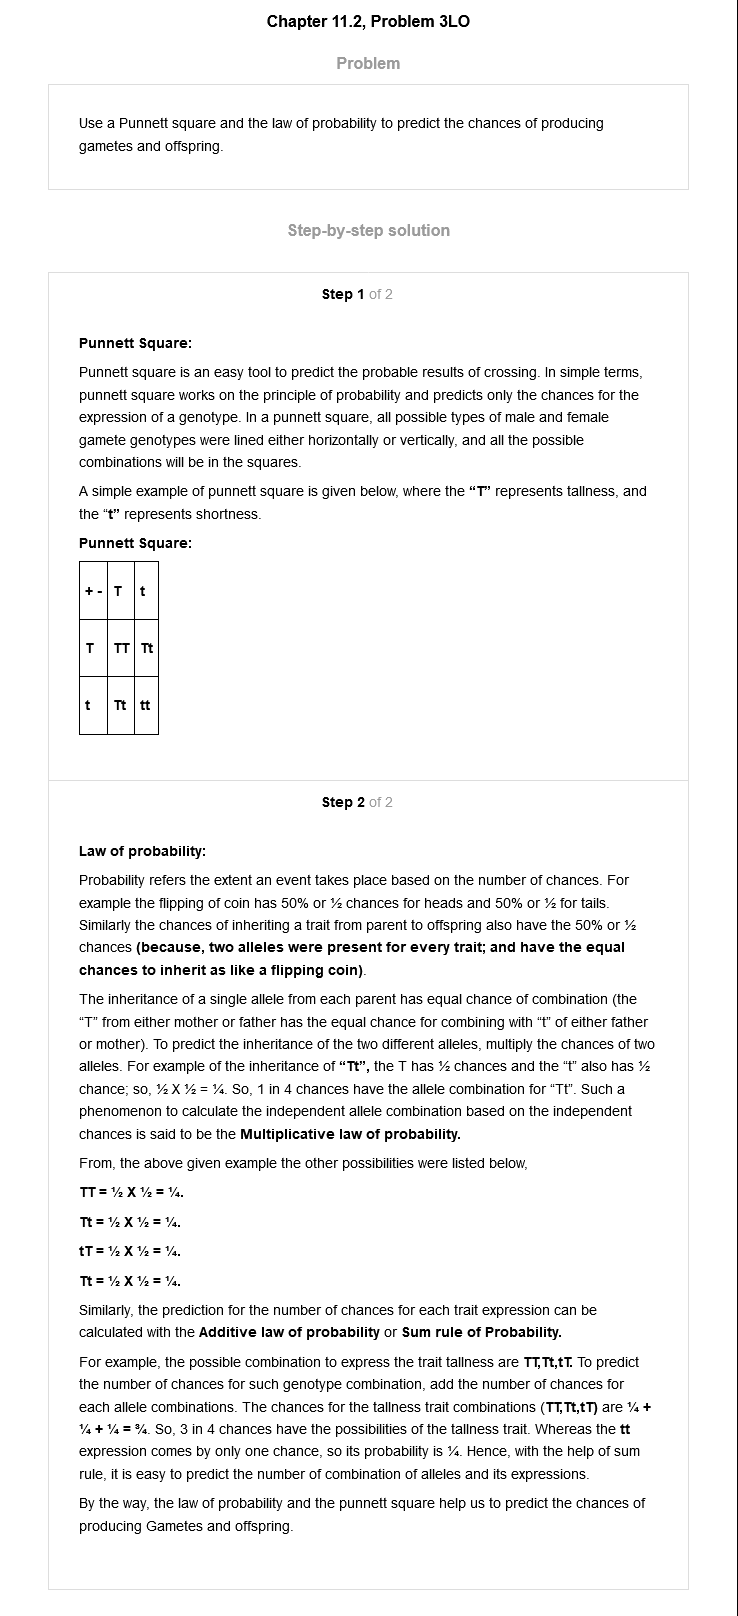 Chapter 11.2, Problem 3LO
Problem
Use a Punnett square and the law of probability to predict the chances of producing
gametes and offspring.
Step-by-step solution
Step 1 of 2
Punnett Square:
Punnett square is an easy tool to predict the probable results of crossing. In simple terms,
punnett square works on the principle of probability and predicts only the chances for the
expression of a genotype. In a punnett square, all possible types of male and female
gamete genotypes were lined either horizontally or vertically, and all the possible
combinations will be in the squares.
A simple example of punnett square is given below, where the “T” represents tallness, and
the “t” represents shortness.
Punnett Square:
+ - T t
T TT Tt
t Tt tt
Step 2 of 2
Law of probability:
Probability refers the extent an event takes place based on the number of chances. For
example the flipping of coin has 50% or ½ chances for heads and 50% or ½ for tails.
Similarly the chances of inheriting a trait from parent to offspring also have the 50% or ½
chances (because, two alleles were present for every trait; and have the equal
chances to inherit as like a flipping coin).
The inheritance of a single allele from each parent has equal chance of combination (the
“T” from either mother or father has the equal chance for combining with “t” of either father
or mother). To predict the inheritance of the two different alleles, multiply the chances of two
alleles. For example of the inheritance of “Tt”, the T has ½ chances and the “t” also has ½
chance; so, ½ X ½ = ¼. So, 1 in 4 chances have the allele combination for “Tt”. Such a
phenomenon to calculate the independent allele combination based on the independent
chances is said to be the Multiplicative law of probability.
From, the above given example the other possibilities were listed below,
TT = ½ X ½ = ¼.
Tt = ½ X ½ = ¼.
tT = ½ X ½ = ¼.
Tt = ½ X ½ = ¼.
Similarly, the prediction for the number of chances for each trait expression can be
calculated with the Additive law of probability or Sum rule of Probability.
For example, the possible combination to express the trait tallness are TT,Tt,tT. To predict
the number of chances for such genotype combination, add the number of chances for
each allele combinations. The chances for the tallness trait combinations (TT,Tt,tT) are ¼ +
¼ + ¼ = ¾. So, 3 in 4 chances have the possibilities of the tallness trait. Whereas the tt
expression comes by only one chance, so its probability is ¼. Hence, with the help of sum
rule, it is easy to predict the number of combination of alleles and its expressions.
By the way, the law of probability and the punnett square help us to predict the chances of
producing Gametes and offspring.